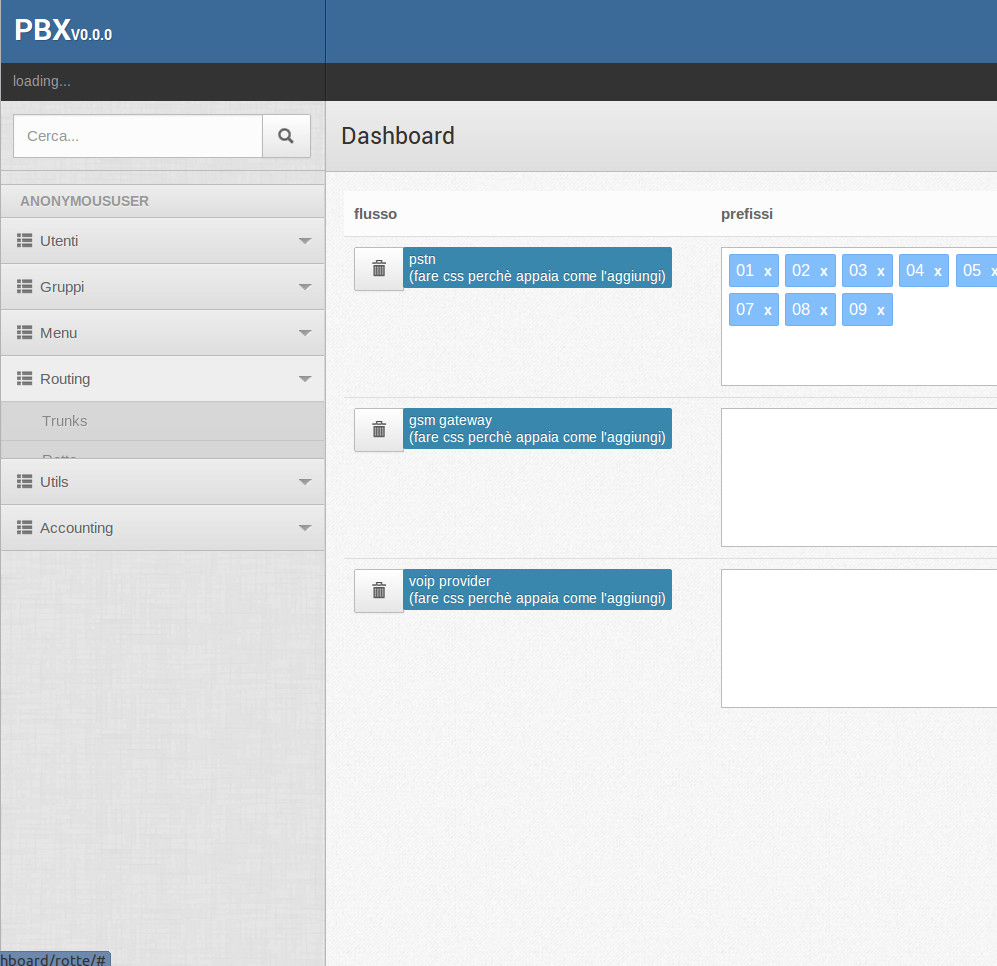 PBXV0.0.0
loading...
Cerca...
Dashboard
ANONYMOUSUSER
Utenti
Gruppi
Menu
Routing
Trunks
Utils
Accounting
flusso prefissi
pstn
(fare css perchè appaia come l'aggiungi)
01 x 02 x 03 x 04 x 05 x
07 x 08 x 09 x
gsm gateway
(fare css perchè appaia come l'aggiungi)
voip provider
(fare css perchè appaia come l'aggiungi)
hboard/rotte/#